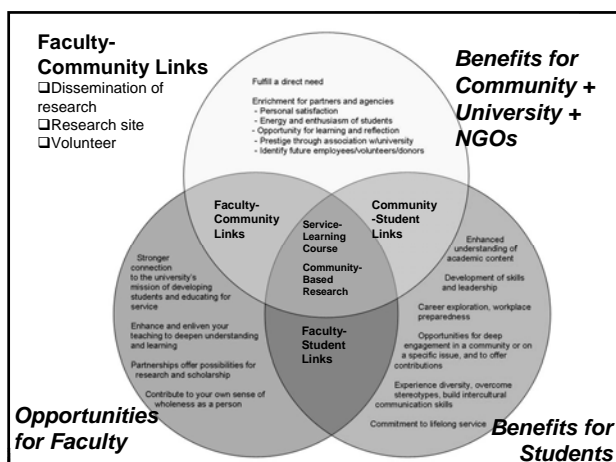 Faculty-
Community Links
❑Dissemination of
research
❑Research site
❑Volunteer
Benefits for
Community +
University +
NGOs
Fulfill a direct need
Enrichment for partners and agencies
- Personal satisfaction
- Energy and enthusiasm of students
- Opportunity for learning and reflection
- Prestige through association w/university
- Identify future employees/volunteers/donors
Faculty-
Community
Links
Service-
Learning
Course
Community-
Based
Research
Community
-Student
Links
Stronger
connection
to the university's
mission of developing
students and educating for
service
Enhance and enliven your
teaching to deepen understanding
and learning
Partnerships offer possibilities for
research and scholarship
Contribute to your own sense of
wholeness as a person
Faculty-
Student
Links
Enhanced
understanding of
academic content
Development of skills
and leadership
Career exploration, workplace
preparedness
Opportunities for deep
engagement in a community or on
a specific issue, and to offer
contributions
Experience diversity, overcome
stereotypes, build intercultural
communication skills
Commitment to lifelong service
Opportunities
for Faculty
Benefits for
Students